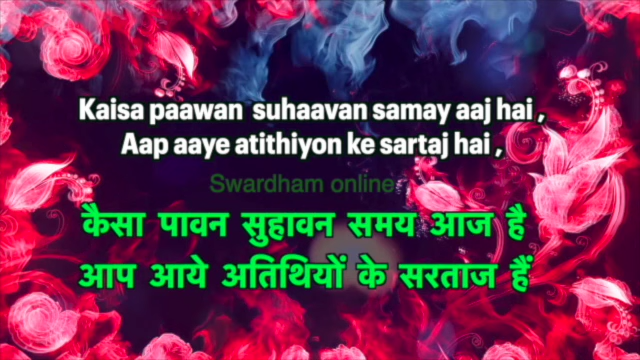 Kaisa paawan suhaavan samay aaj hai ,
Aap aaye atithiyon ke sartaj hai ,
Swardham online
कैसा पावन सुहावन समय आज है
आप आये अतिथियों के सरताज हैं